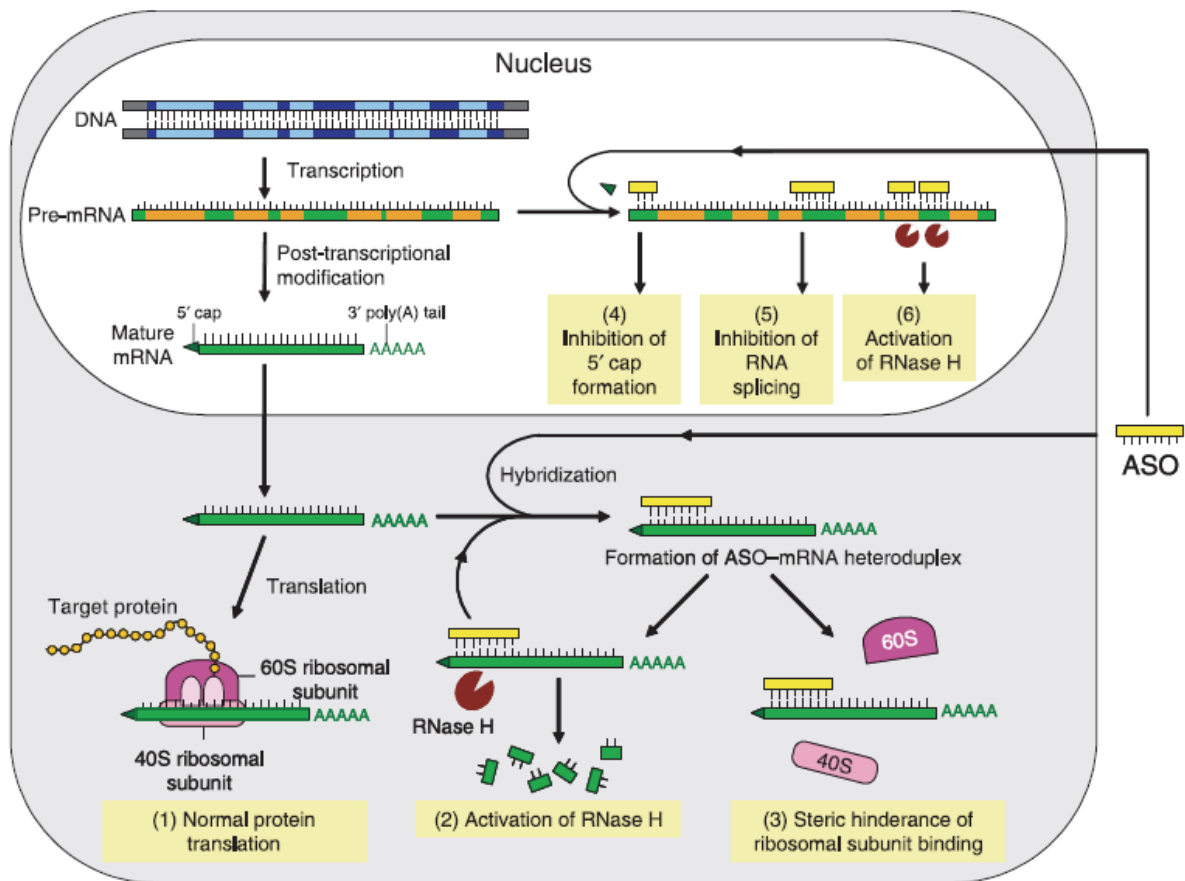 Nucleus
DNA
Transcription
Pre–mRNA
Post-transcriptional
modification
5′ cap
3′ poly(A) tail
Mature
mRNA
AAAAA
(4)
Inhibition of
5′ cap
formation
(5)
Inhibition of
RNA
splicing
(6)
Activation
of RNase H
ASO
Hybridization
AAAAA
AAAAA
Formation of ASO–mRNA heteroduplex
Translation
Target protein
60S ribosomal
subunit
AAAAA
40S ribosomal
subunit
AAAAA
RNase H
60S
AAAAA
40S
(1) Normal protein
translation
(2) Activation of RNase H
(3) Steric hinderance of
ribosomal subunit binding